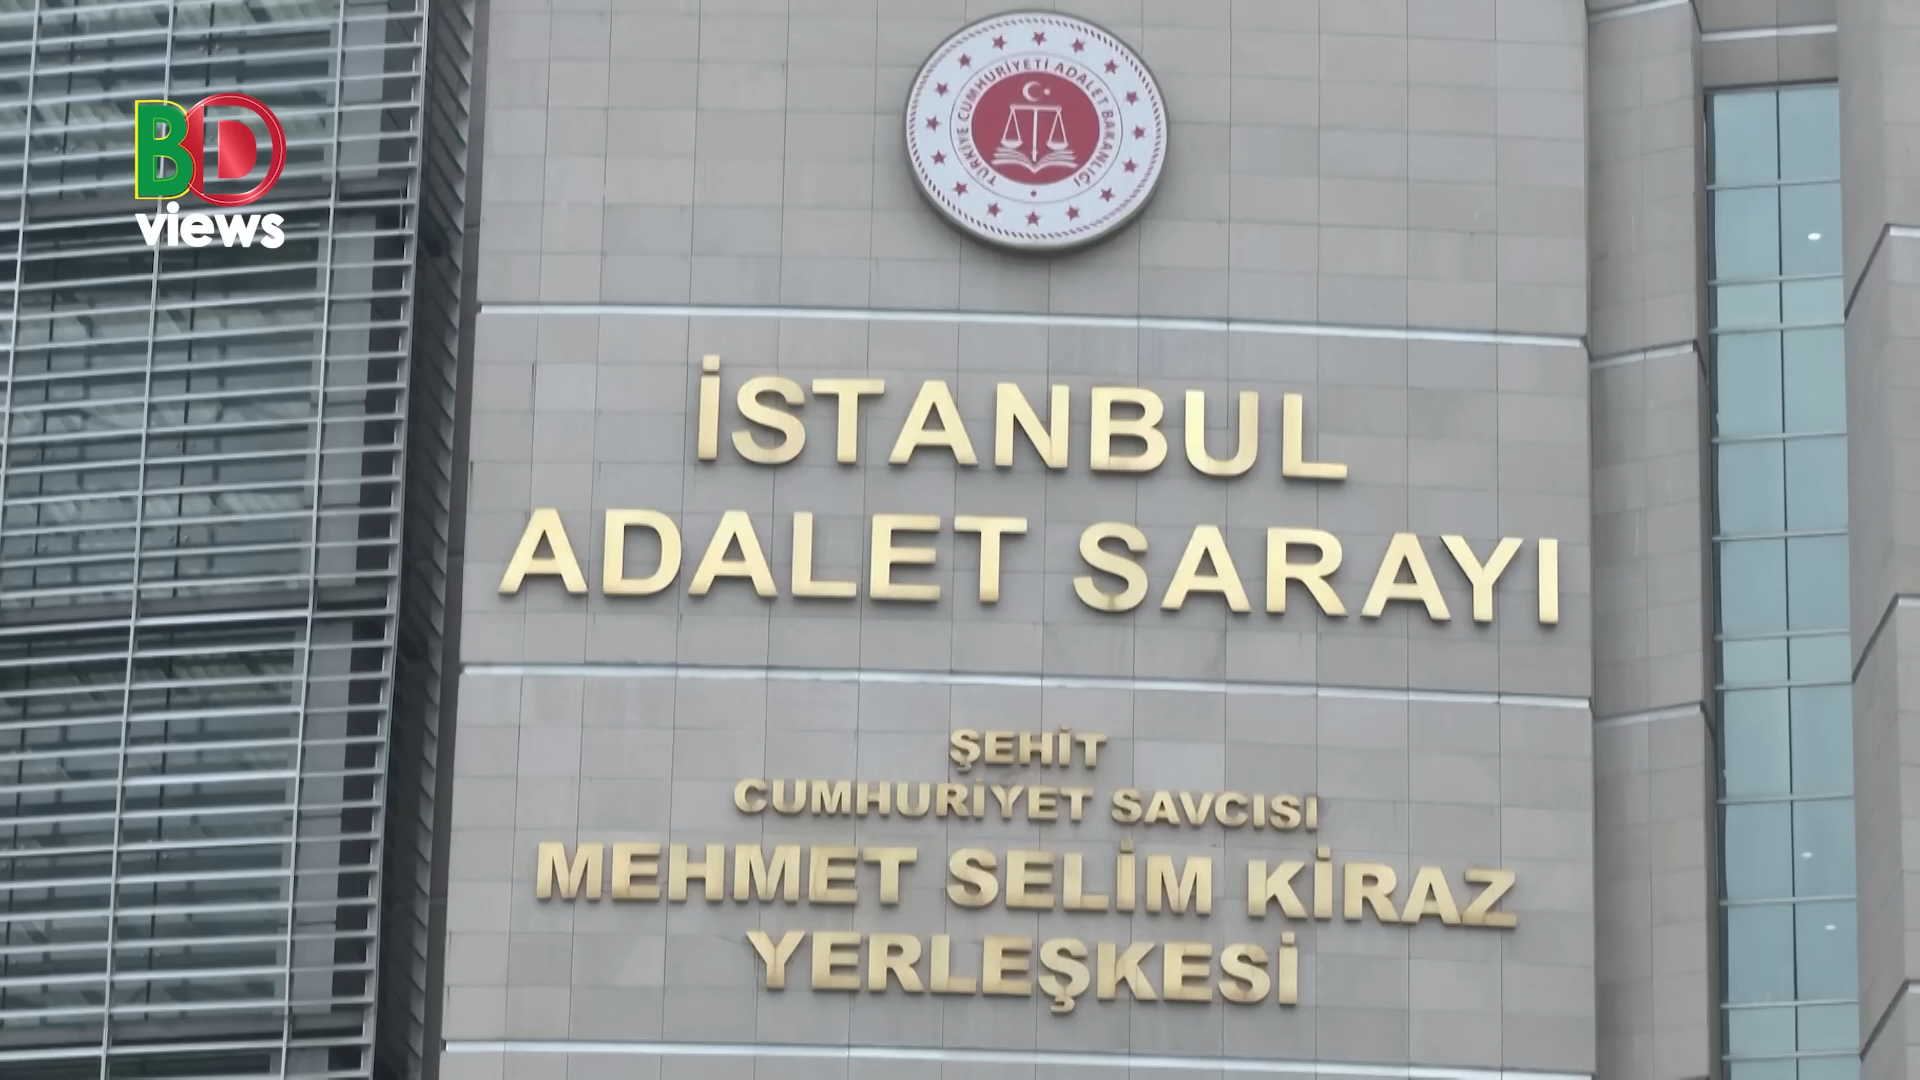 BD
views
TÜRKİYE CUMHURİYETİ ADALET BAKANLIĞI
İSTANBUL
ADALET SARAYI
ŞEHİT
CUMHURİYET SAVCISI
MEHMET SELİM KİRAZ
YERLEŞKESİ